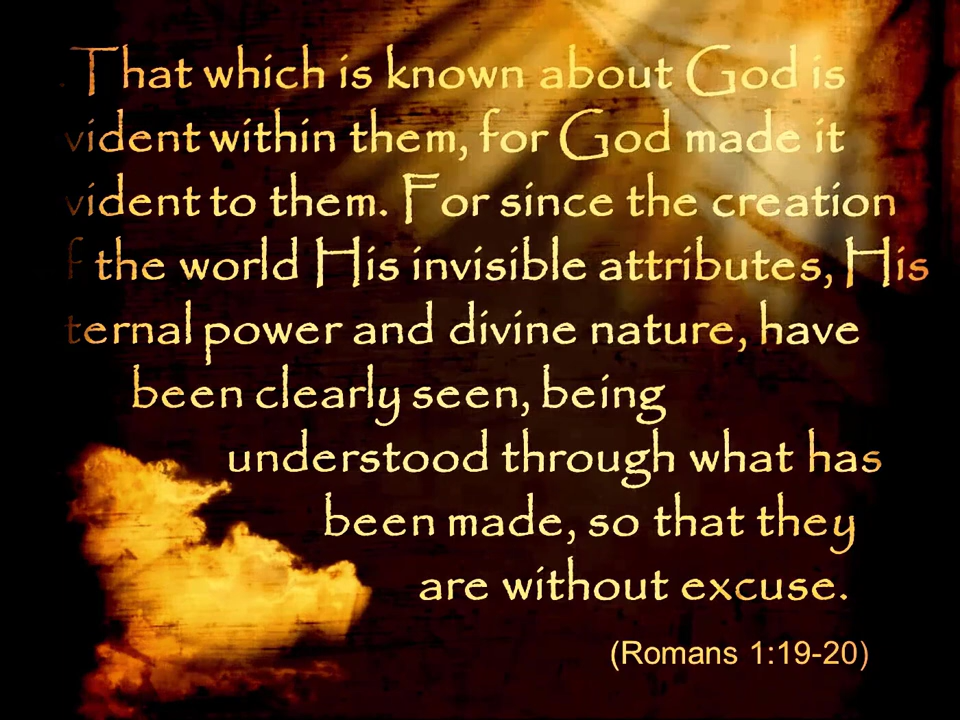 .That which is known about God is
vident within them, for God made it
vident to them. For since the creation
f the world His invisible attributes, His
ternal power and divine nature, have
been clearly seen, being
understood through what has
been made, so that they
are without excuse.
(Romans 1:19-20)